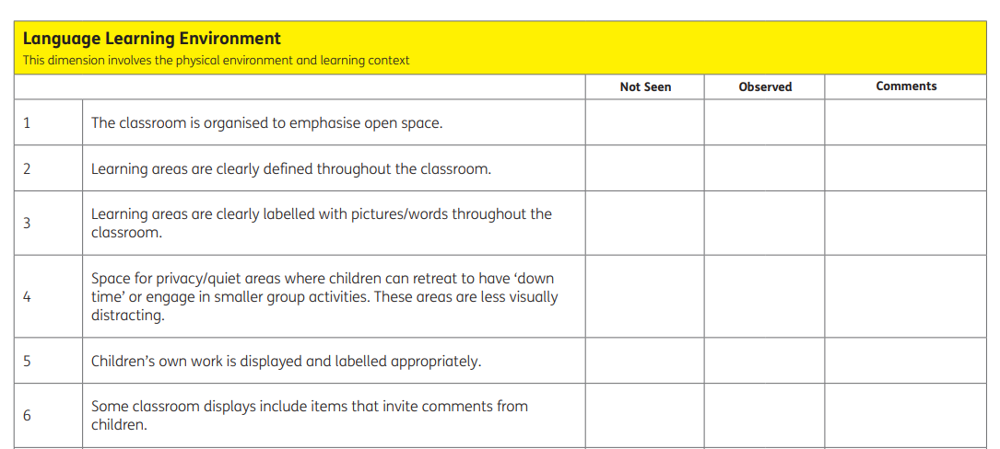 Language Learning Environment
This dimension involves the physical environment and learning context
Not Seen Observed Comments
1 The classroom is organised to emphasise open space.
2 Learning areas are clearly defined throughout the classroom.
3 Learning areas are clearly labelled with pictures/words throughout the
classroom.
4 Space for privacy/quiet areas where children can retreat to have ‘down
time’ or engage in smaller group activities. These areas are less visually
distracting.
5 Children’s own work is displayed and labelled appropriately.
6 Some classroom displays include items that invite comments from
children.